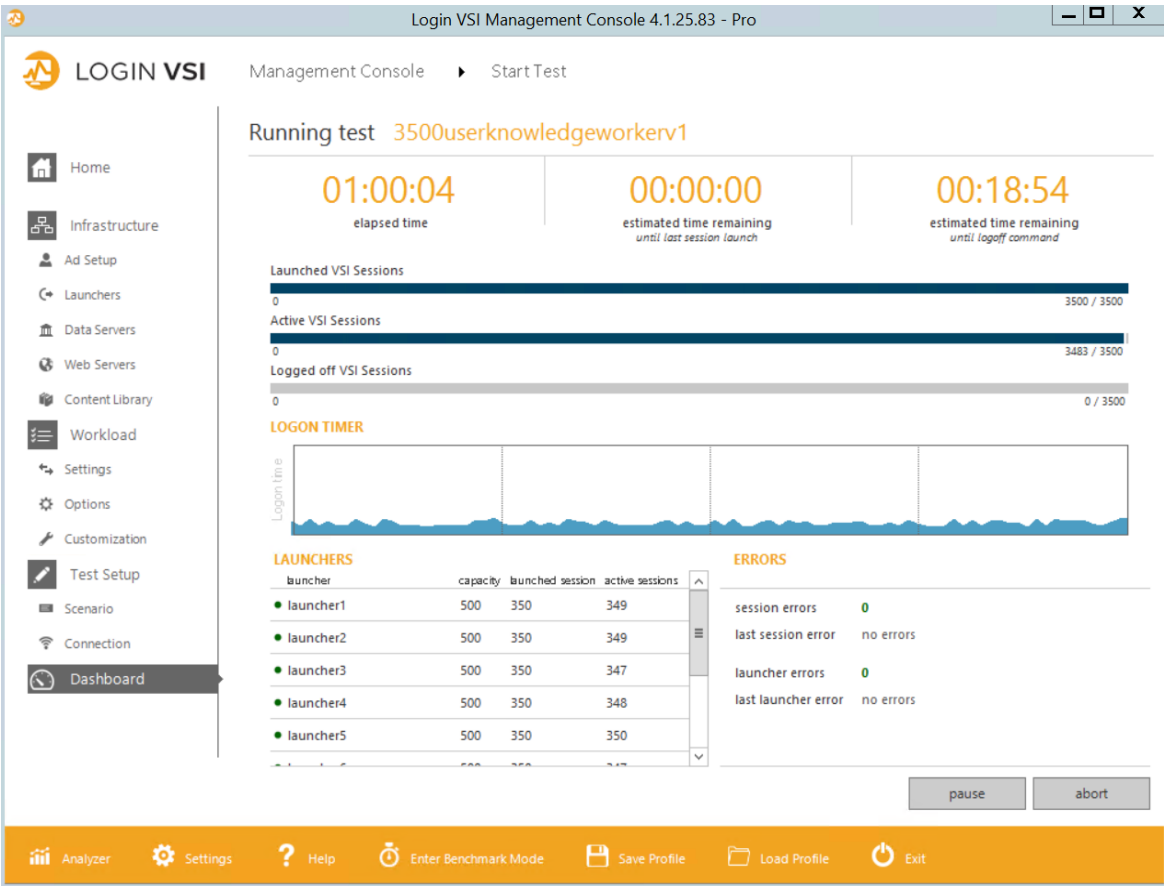 Login VSI Management Console 4.1.25.83 - Pro
LOGIN VSI
Management Console Start Test
Running test 3500userknowledgeworkerv1
Home
Infrastructure
Ad Setup
Launchers
Data Servers
Web Servers
Content Library
Workload
Settings
Options
Customization
Test Setup
Scenario
Connection
Dashboard
01:00:04
elapsed time
00:00:00
estimated time remaining
until last session launch
00:18:54
estimated time remaining
until logoff command
Launched VSI Sessions
0 3500 / 3500
Active VSI Sessions
0 3483 / 3500
Logged off VSI Sessions
0 0 / 3500
LOGON TIMER
Logon time
LAUNCHERS
launcher capacity launched session active sessions
launcher1 500 350 349
launcher2 500 350 349
launcher3 500 350 347
launcher4 500 350 348
launcher5 500 350 350
ERRORS
session errors 0
last session error no errors
launcher errors 0
last launcher error no errors
pause abort
Analyzer Settings ? Help Enter Benchmark Mode Save Profile Load Profile Exit